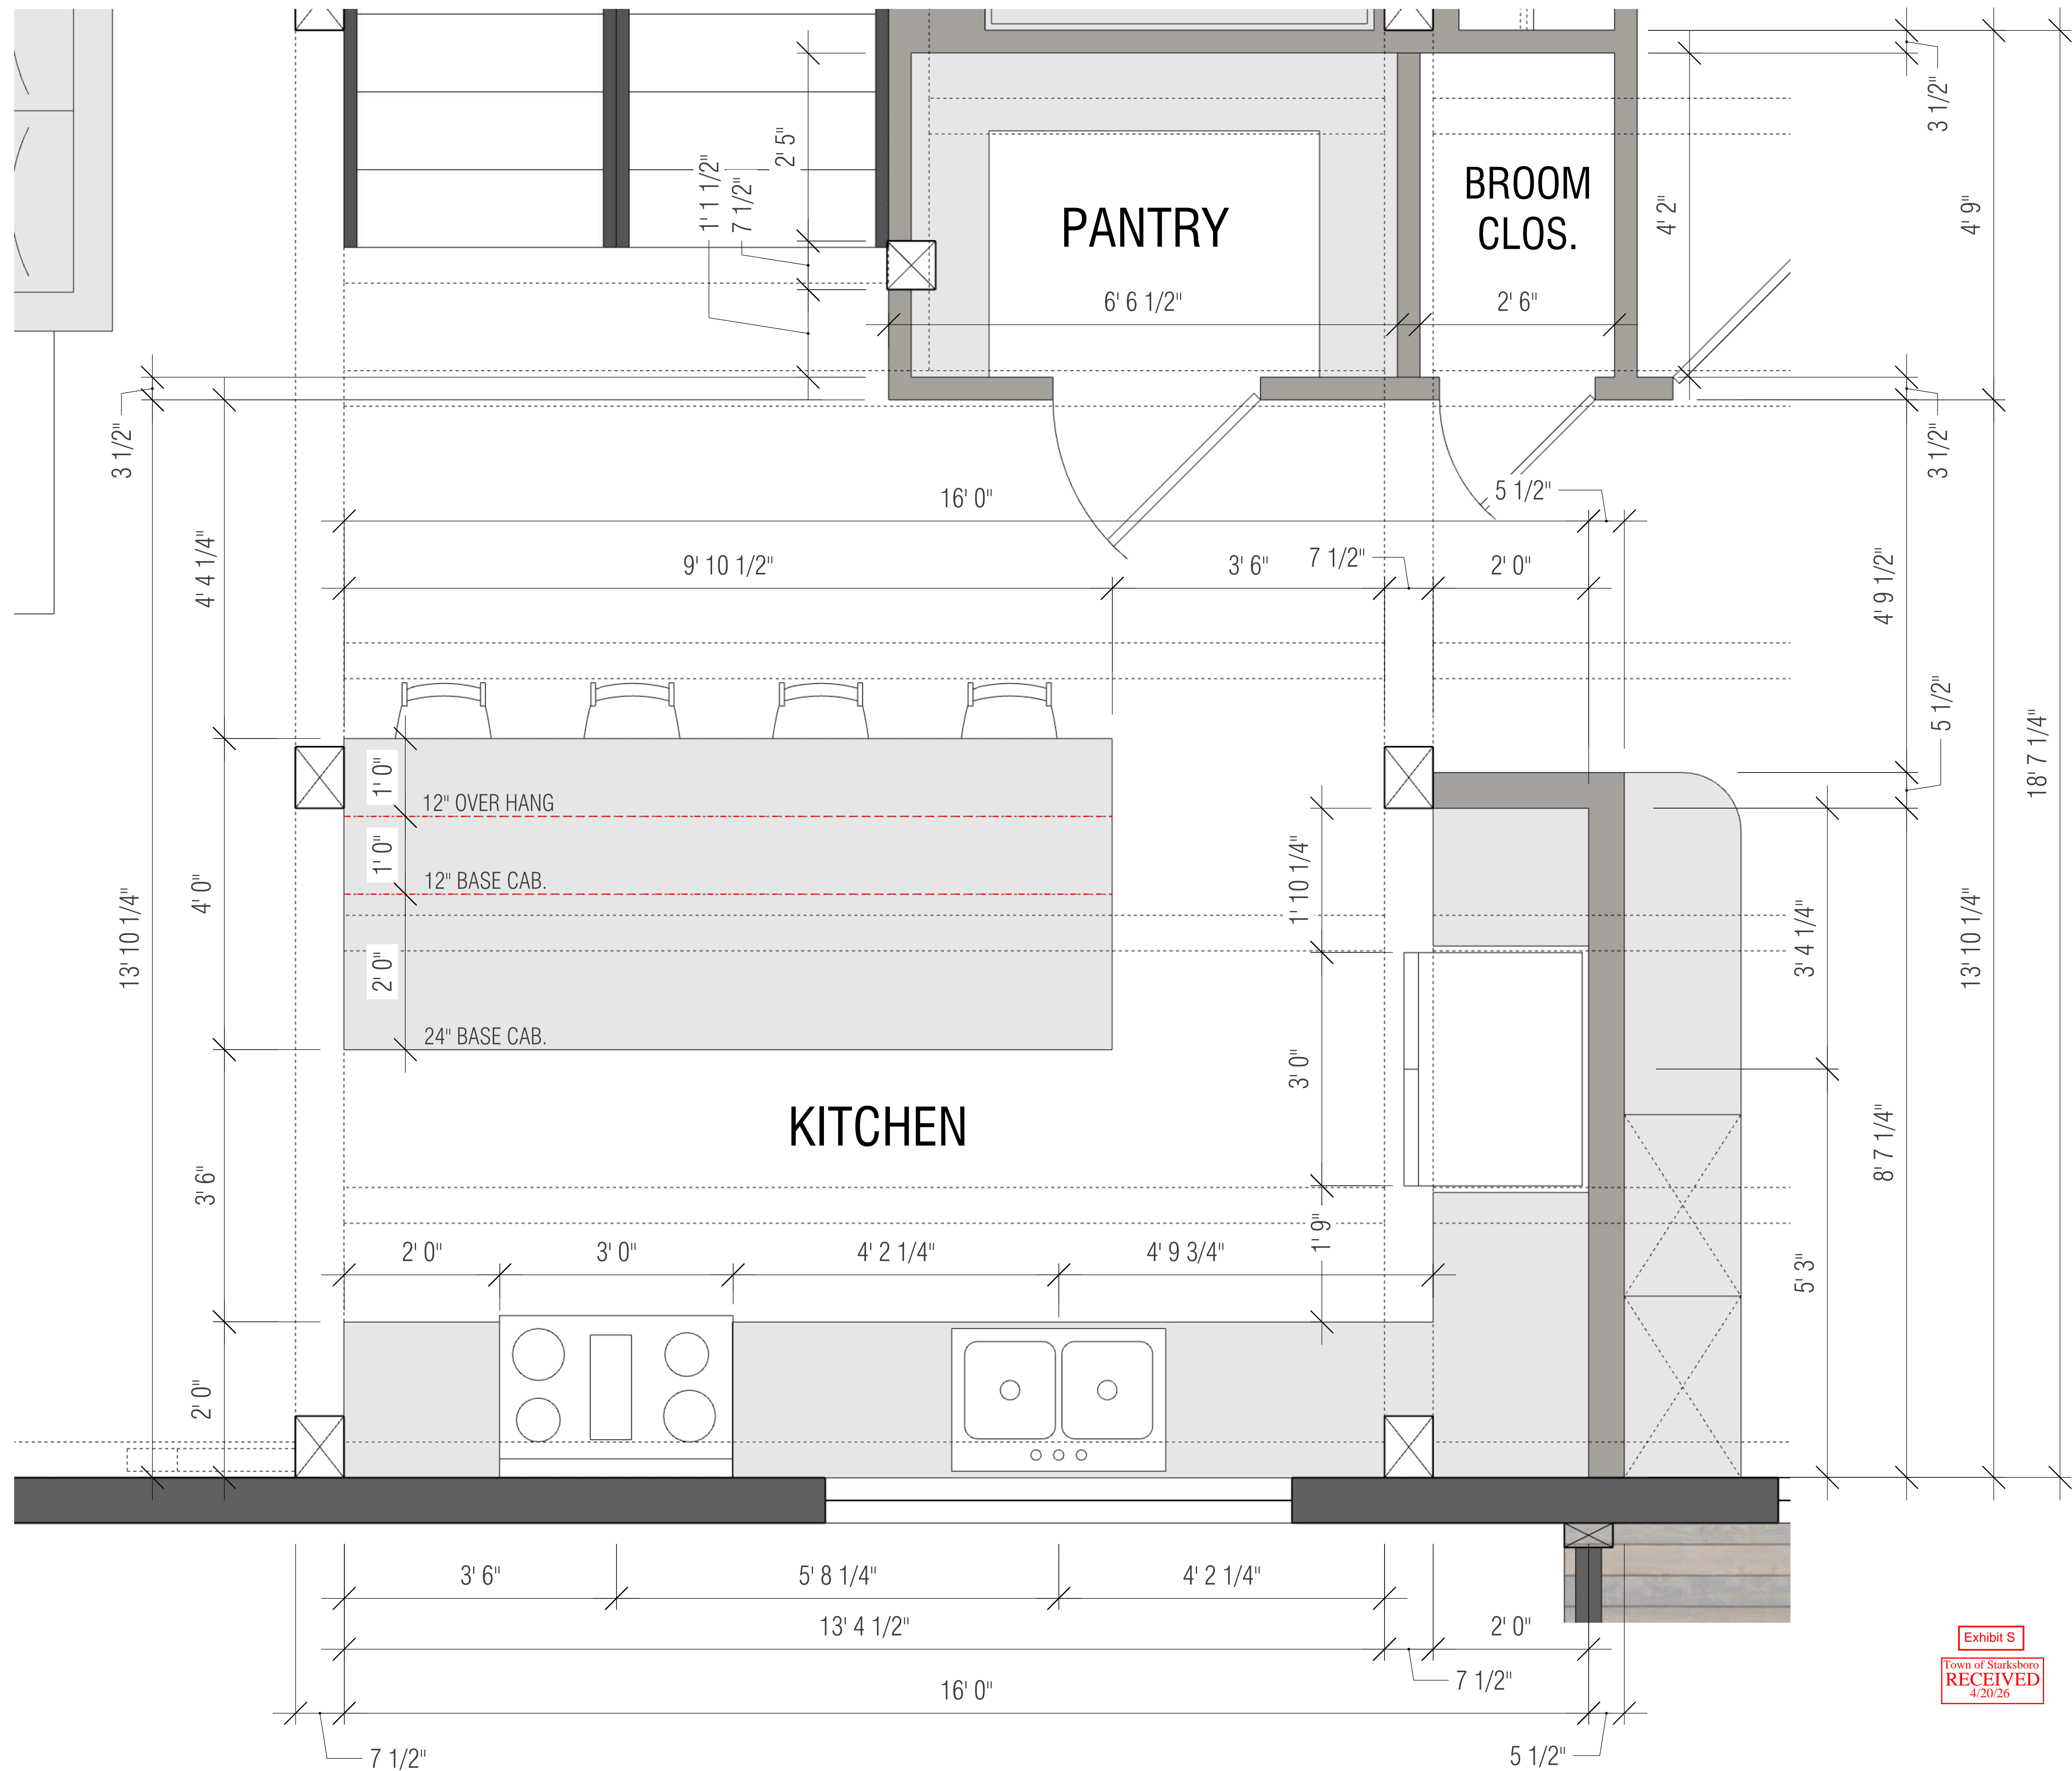 3 1/2"
2' 5"
1' 1 1/2"
7 1/2"
PANTRY
BROOM
CLOS.
4' 2"
4' 9"
6' 6 1/2"
2' 6"
3 1/2"
3 1/2"
16' 0"
5 1/2"
4' 4 1/4"
9' 10 1/2"
3' 6"
7 1/2"
2' 0"
4' 9 1/2"
5 1/2"
18' 7 1/4"
1' 0"
12" OVER HANG
1' 0"
12" BASE CAB.
2' 0"
24" BASE CAB.
4' 0"
13' 10 1/4"
1' 10 1/4"
3' 4 1/4"
13' 10 1/4"
3' 0"
KITCHEN
8' 7 1/4"
3' 6"
1' 9"
2' 0"
3' 0"
4' 2 1/4"
4' 9 3/4"
5' 3"
2' 0"
3' 6"
5' 8 1/4"
4' 2 1/4"
13' 4 1/2"
2' 0"
7 1/2"
16' 0"
7 1/2"
5 1/2"
Exhibit S
Town of Starksboro
RECEIVED
4/20/26